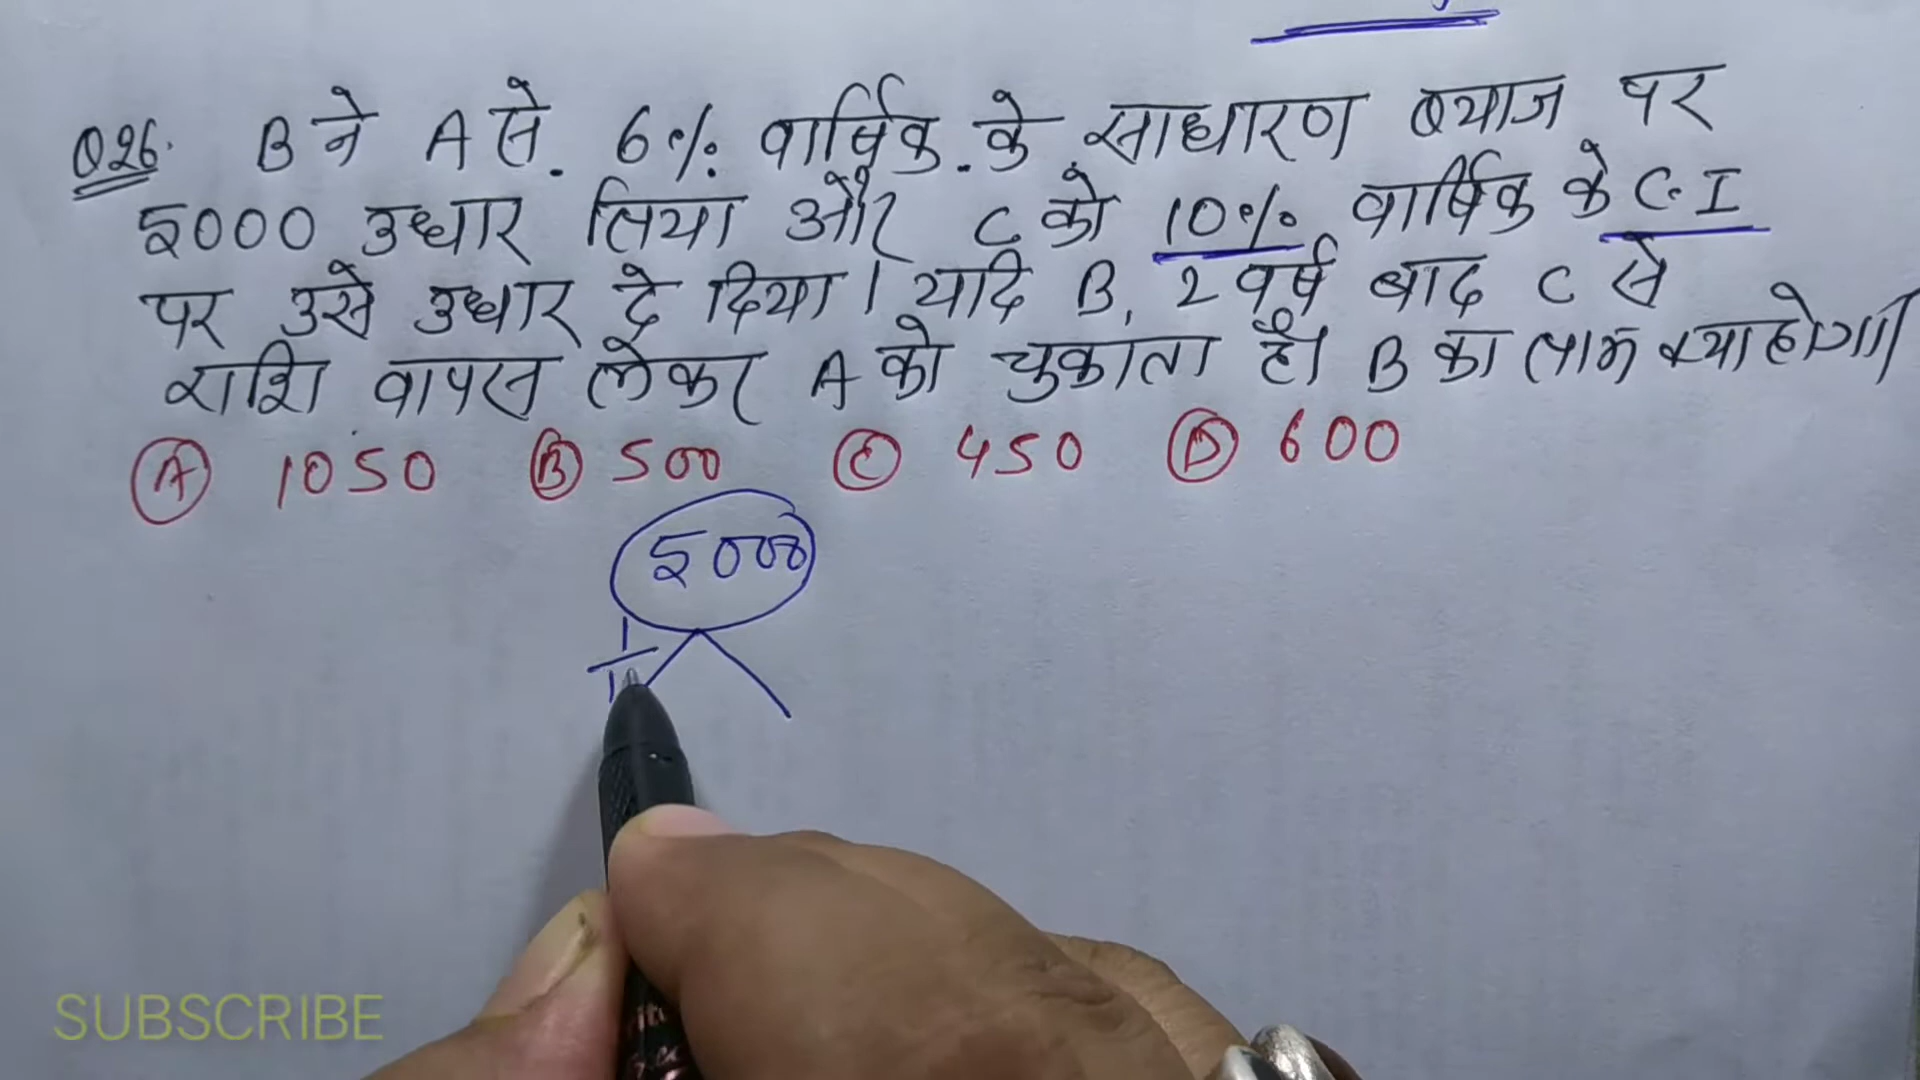 Q26. B ने A से 6% वार्षिक के साधारण ब्याज पर
5000 उधार लिया और C को 10% वार्षिक के C.I
पर उसे उधार दे दिया। यदि B, 2 वर्ष बाद C से
राशि वापस लेकर A को चुकाता है। B का लाभ क्या होगा।
(A) 1050 (B) 500 (C) 450 (D) 600
5000
SUBSCRIBE